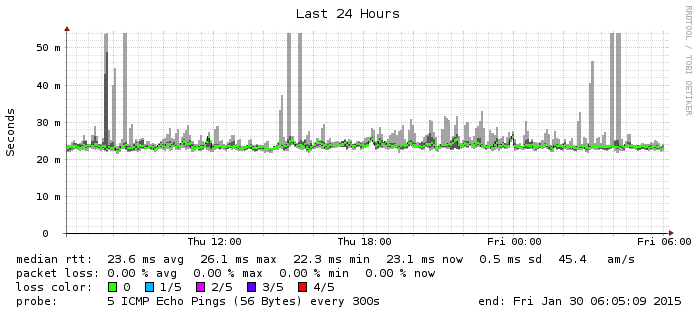 Last 24 Hours
RRDTOOL / TOBI OETIKER
Seconds
50 m
40 m
30 m
20 m
10 m
0
Thu 12:00 Thu 18:00 Fri 00:00 Fri 06:00
median rtt: 23.6 ms avg 26.1 ms max 22.3 ms min 23.1 ms now 0.5 ms sd 45.4 am/s
packet loss: 0.00 % avg 0.00 % max 0.00 % min 0.00 % now
loss color: 0 1/5 2/5 3/5 4/5
probe: 5 ICMP Echo Pings (56 Bytes) every 300s end: Fri Jan 30 06:05:09 2015